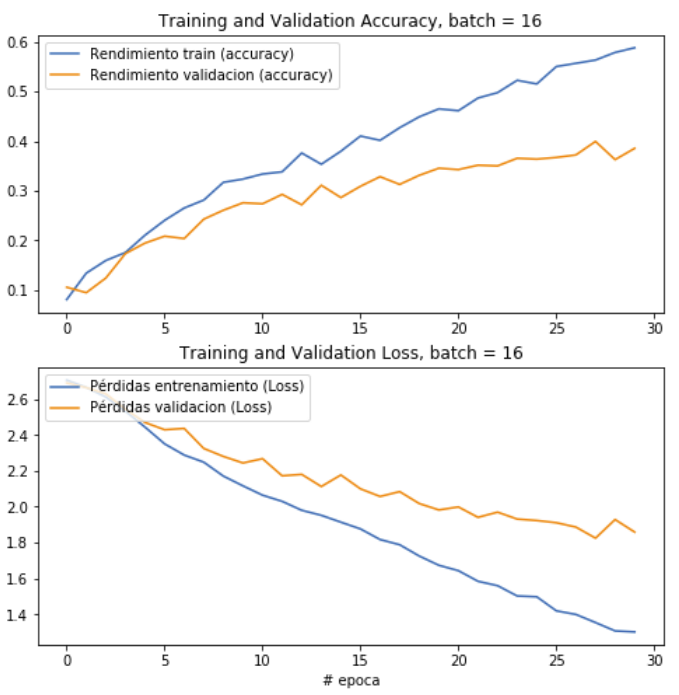 Training and Validation Accuracy, batch = 16
Rendimiento train (accuracy)
Rendimiento validacion (accuracy)
0.6
0.5
0.4
0.3
0.2
0.1
0 5 10 15 20 25 30
Training and Validation Loss, batch = 16
Pérdidas entrenamiento (Loss)
Pérdidas validacion (Loss)
2.6
2.4
2.2
2.0
1.8
1.6
1.4
0 5 10 15 20 25 30
# epoca